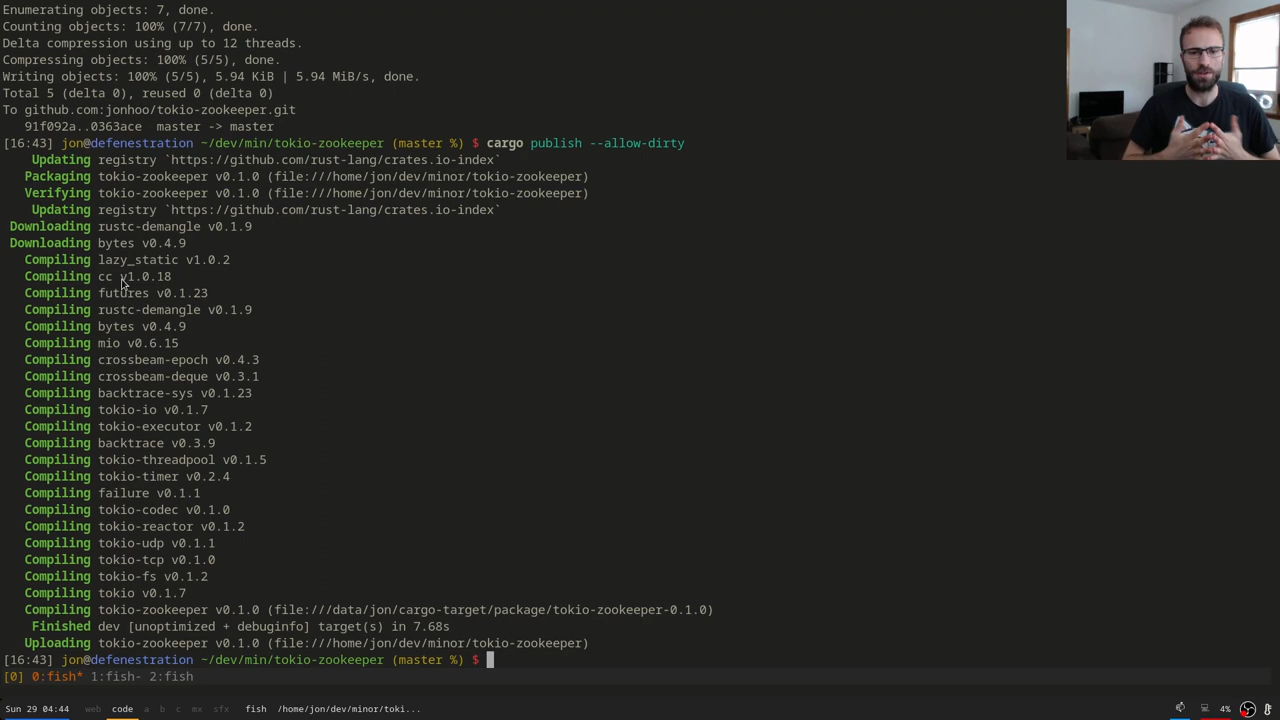 Enumerating objects: 7, done.
Counting objects: 100% (7/7), done.
Delta compression using up to 12 threads.
Compressing objects: 100% (5/5), done.
Writing objects: 100% (5/5), 5.94 KiB | 5.94 MiB/s, done.
Total 5 (delta 0), reused 0 (delta 0)
To github.com:jonhoo/tokio-zookeeper.git
91f092a..0363ace master -> master
[16:43] jon@defenestration ~/dev/min/tokio-zookeeper (master %) $ cargo publish --allow-dirty
Updating registry `https://github.com/rust-lang/crates.io-index`
Packaging tokio-zookeeper v0.1.0 (file:///home/jon/dev/minor/tokio-zookeeper)
Verifying tokio-zookeeper v0.1.0 (file:///home/jon/dev/minor/tokio-zookeeper)
Updating registry `https://github.com/rust-lang/crates.io-index`
Downloading rustc-demangle v0.1.9
Downloading bytes v0.4.9
Compiling lazy_static v1.0.2
Compiling cc v1.0.18
Compiling futures v0.1.23
Compiling rustc-demangle v0.1.9
Compiling bytes v0.4.9
Compiling mio v0.6.15
Compiling crossbeam-epoch v0.4.3
Compiling crossbeam-deque v0.3.1
Compiling backtrace-sys v0.1.23
Compiling tokio-io v0.1.7
Compiling tokio-executor v0.1.2
Compiling backtrace v0.3.9
Compiling tokio-threadpool v0.1.5
Compiling tokio-timer v0.2.4
Compiling failure v0.1.1
Compiling tokio-codec v0.1.0
Compiling tokio-reactor v0.1.2
Compiling tokio-udp v0.1.1
Compiling tokio-tcp v0.1.0
Compiling tokio-fs v0.1.2
Compiling tokio v0.1.7
Compiling tokio-zookeeper v0.1.0 (file:///data/jon/cargo-target/package/tokio-zookeeper-0.1.0)
Finished dev [unoptimized + debuginfo] target(s) in 7.68s
Uploading tokio-zookeeper v0.1.0 (file:///home/jon/dev/minor/tokio-zookeeper)
[16:43] jon@defenestration ~/dev/min/tokio-zookeeper (master %) $
[0] 0:fish* 1:fish- 2:fish
Sun 29 04:44 web code a b c mx sfx fish /home/jon/dev/minor/toki... 4%